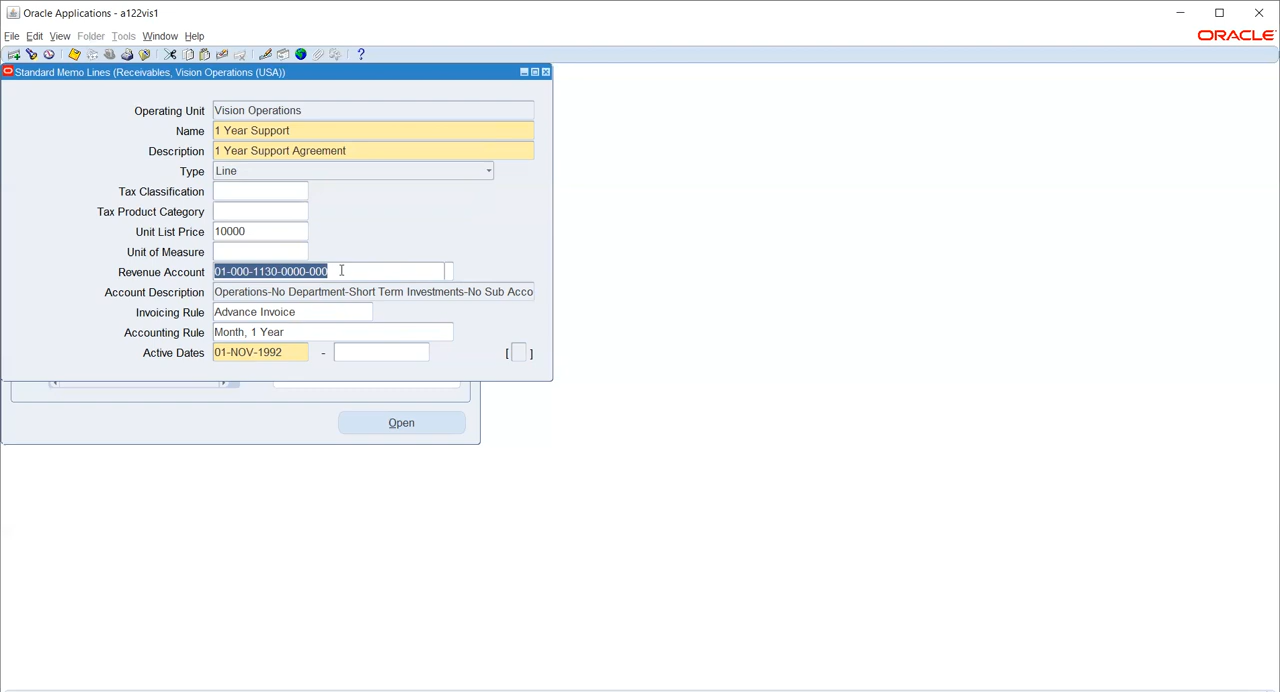 Oracle Applications - a122vis1
File Edit View Folder Tools Window Help
ORACLE
Standard Memo Lines (Receivables, Vision Operations (USA))
Operating Unit Vision Operations
Name 1 Year Support
Description 1 Year Support Agreement
Type Line
Tax Classification
Tax Product Category
Unit List Price 10000
Unit of Measure
Revenue Account 01-000-1130-0000-000
Account Description Operations-No Department-Short Term Investments-No Sub Acco
Invoicing Rule Advance Invoice
Accounting Rule Month, 1 Year
Active Dates 01-NOV-1992 - [ ]
Open